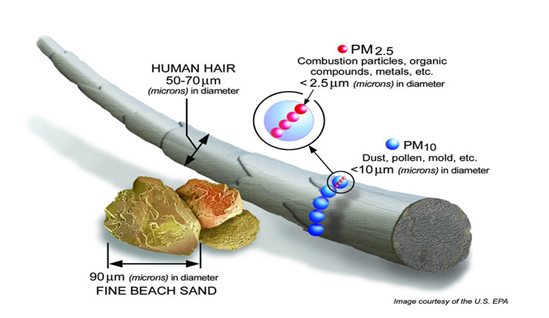 HUMAN HAIR
50-70μm
(microns) in diameter
PM2.5
Combustion particles, organic
compounds, metals, etc.
<2.5μm (microns) in diameter
PM10
Dust, pollen, mold, etc.
<10μm (microns) in diameter
90μm (microns) in diameter
FINE BEACH SAND
Image courtesy of the U.S. EPA